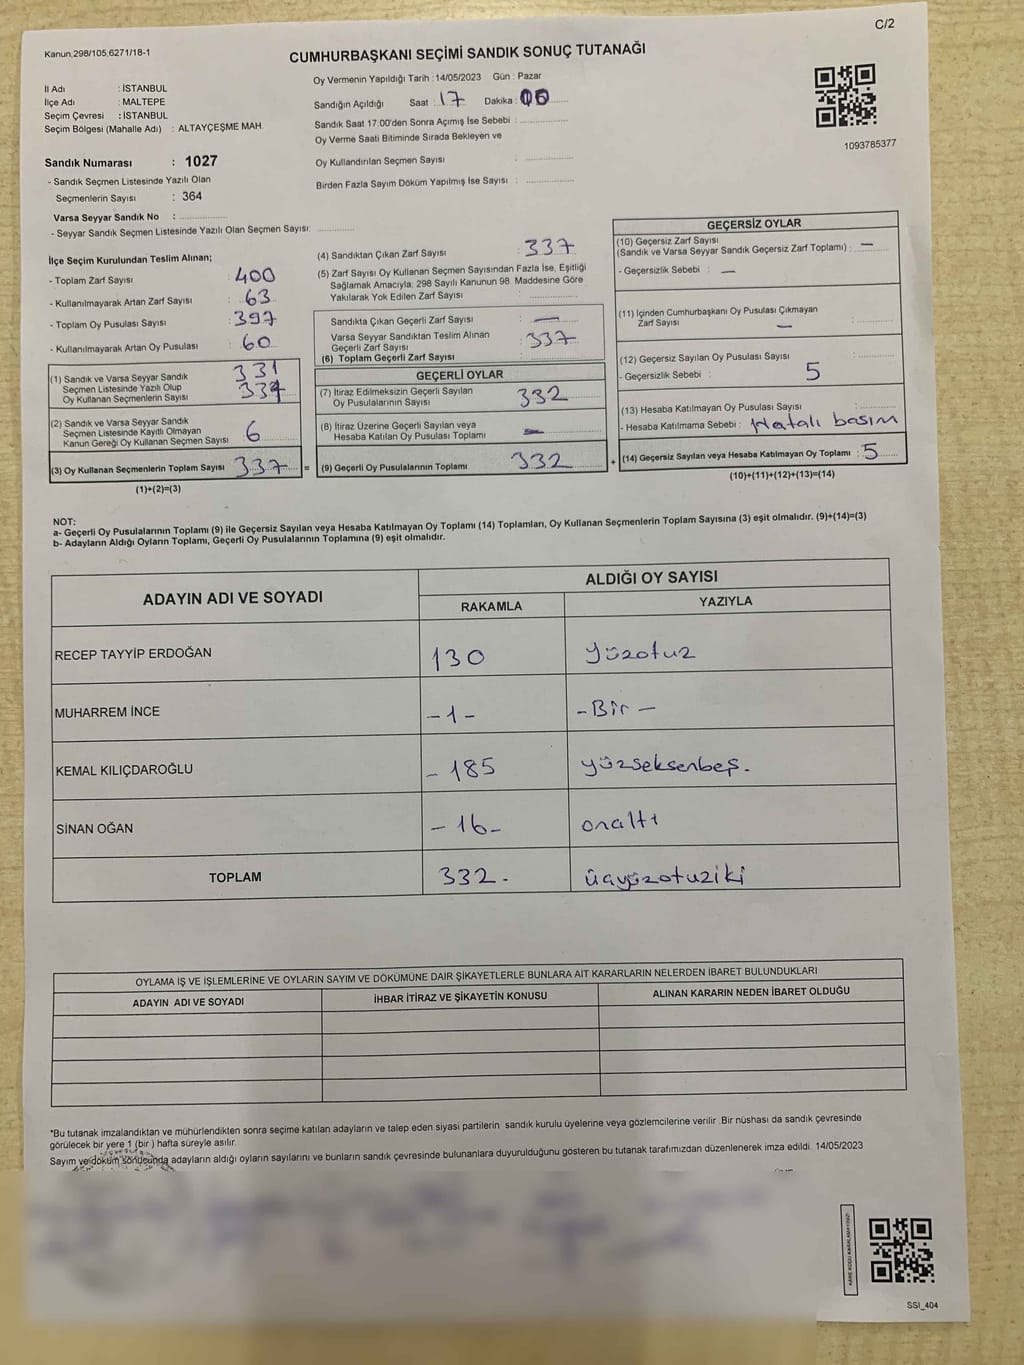 C/2
Kanun,298/105,6271/18-1
CUMHURBAŞKANI SEÇİMİ SANDIK SONUÇ TUTANAĞI
İl Adı : İSTANBUL
İlçe Adı : MALTEPE
Seçim Çevresi : İSTANBUL
Seçim Bölgesi (Mahalle Adı) : ALTAYÇEŞME MAH.
Oy Vermenin Yapıldığı Tarih : 14/05/2023 Gün : Pazar
Sandığın Açıldığı Saat : 17 Dakika :
Sandık Saat 17:00'den Sonra Açımış İse Sebebi :
Oy Verme Saati Bitiminde Sırada Bekleyen ve
Oy Kullandırılan Seçmen Sayısı :
Birden Fazla Sayım Döküm Yapılmış İse Sayısı :
1093785377
Sandık Numarası : 1027
- Sandık Seçmen Listesinde Yazılı Olan
Seçmenlerin Sayısı : 364
Varsa Seyyar Sandık No :
- Seyyar Sandık Seçmen Listesinde Yazılı Olan Seçmen Sayısı:
İlçe Seçim Kurulundan Teslim Alınan;
- Toplam Zarf Sayısı : 400
- Kullanılmayarak Artan Zarf Sayısı : 63
- Toplam Oy Pusulası Sayısı : 397
- Kullanılmayarak Artan Oy Pusulası : 60
(1) Sandık ve Varsa Seyyar Sandık 331
Seçmen Listesinde Yazılı Olup
Oy Kullanan Seçmenlerin Sayısı
(2) Sandık ve Varsa Seyyar Sandık
Seçmen Listesinde Kayıtlı Olmayan
Kanun Gereği Oy Kullanan Seçmen Sayısı 6
(3) Oy Kullanan Seçmenlerin Toplam Sayısı 337 =
(1)+(2)=(3)
(4) Sandıktan Çıkan Zarf Sayısı : 337
(5) Zarf Sayısı Oy Kullanan Seçmen Sayısından Fazla İse, Eşitliği
Sağlamak Amacıyla; 298 Sayılı Kanunun 98. Maddesine Göre
Yakılarak Yok Edilen Zarf Sayısı
Sandıkta Çıkan Geçerli Zarf Sayısı : —
Varsa Seyyar Sandıktan Teslim Alınan
Geçerli Zarf Sayısı : 337
(6) Toplam Geçerli Zarf Sayısı :
GEÇERLİ OYLAR
(7) İtiraz Edilmeksizin Geçerli Sayılan
Oy Pusulalarının Sayısı 332
(8) İtiraz Üzerine Geçerli Sayılan veya
Hesaba Katılan Oy Pusulası Toplamı —
(9) Geçerli Oy Pusulalarının Toplamı 332 +
GEÇERSİZ OYLAR
(10) Geçersiz Zarf Sayısı
(Sandık ve Varsa Seyyar Sandık Geçersiz Zarf Toplamı) : —
- Geçersizlik Sebebi : —
(11) İçinden Cumhurbaşkanı Oy Pusulası Çıkmayan
Zarf Sayısı — :
(12) Geçersiz Sayılan Oy Pusulası Sayısı :
- Geçersizlik Sebebi : 5
(13) Hesaba Katılmayan Oy Pusulası Sayısı :
- Hesaba Katılmama Sebebi : Hatalı basım
(14) Geçersiz Sayılan veya Hesaba Katılmayan Oy Toplamı : 5
(10)+(11)+(12)+(13)=(14)
NOT:
a- Geçerli Oy Pusulalarının Toplamı (9) ile Geçersiz Sayılan veya Hesaba Katılmayan Oy Toplamı (14) Toplamları, Oy Kullanan Seçmenlerin Toplam Sayısına (3) eşit olmalıdır. (9)+(14)=(3)
b- Adayların Aldığı Oyların Toplamı, Geçerli Oy Pusulalarının Toplamına (9) eşit olmalıdır.
ADAYIN ADI VE SOYADI
ALDIĞI OY SAYISI
RAKAMLA YAZIYLA
RECEP TAYYİP ERDOĞAN 130 yüzotuz
MUHARREM İNCE -1- -Bir-
KEMAL KILIÇDAROĞLU - 185 yüzseksenbeş.
SİNAN OĞAN - 16- onaltı
TOPLAM 332. üçyüzotuziki
OYLAMA İŞ VE İŞLEMLERİNE VE OYLARIN SAYIM VE DÖKÜMÜNE DAİR ŞİKAYETLERLE BUNLARA AİT KARARLARIN NELERDEN İBARET BULUNDUKLARI
ADAYIN ADI VE SOYADI İHBAR İTİRAZ VE ŞİKAYETİN KONUSU ALINAN KARARIN NEDEN İBARET OLDUĞU
*Bu tutanak imzalandıktan ve mühürlendikten sonra seçime katılan adayların ve talep eden siyasi partilerin sandık kurulu üyelerine veya gözlemcilerine verilir .Bir nüshası da sandık çevresinde
görülecek bir yere 1 (bir ) hafta süreyle asılır.
Sayım ve döküm sonucunda adayların aldığı oyların sayılarını ve bunların sandık çevresinde bulunanlara duyurulduğunu gösteren bu tutanak tarafımızdan düzenlenerek imza edildi. 14/05/2023
SSI_404